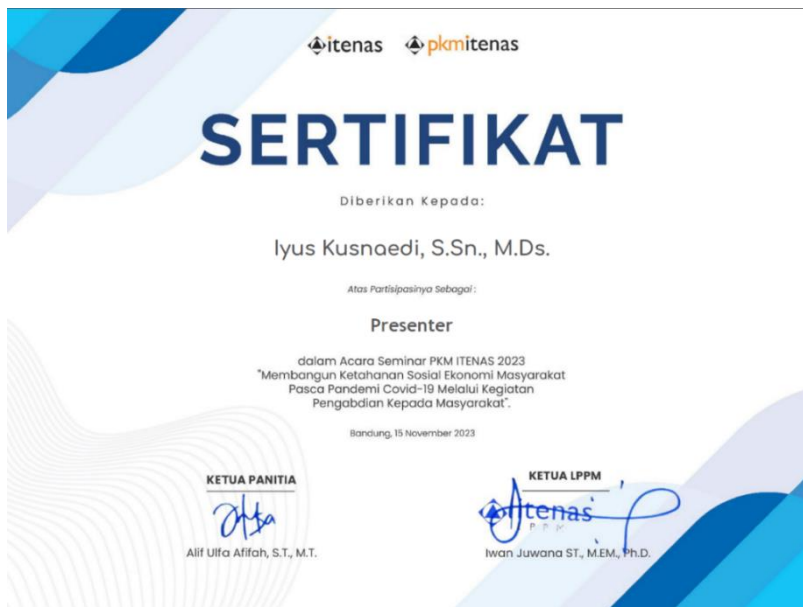 itenas pkmitenas
SERTIFIKAT
Diberikan Kepada:
Iyus Kusnaedi, S.Sn., M.Ds.
Atas Partisipasinya Sebagai :
Presenter
dalam Acara Seminar PKM ITENAS 2023
"Membangun Ketahanan Sosial Ekonomi Masyarakat
Pasca Pandemi Covid-19 Melalui Kegiatan
Pengabdian Kepada Masyarakat".
Bandung, 15 November 2023
KETUA PANITIA
Alif Ulfa Afifah, S.T., M.T.
KETUA LPPM
itenas
Iwan Juwana ST., M.EM., Ph.D.